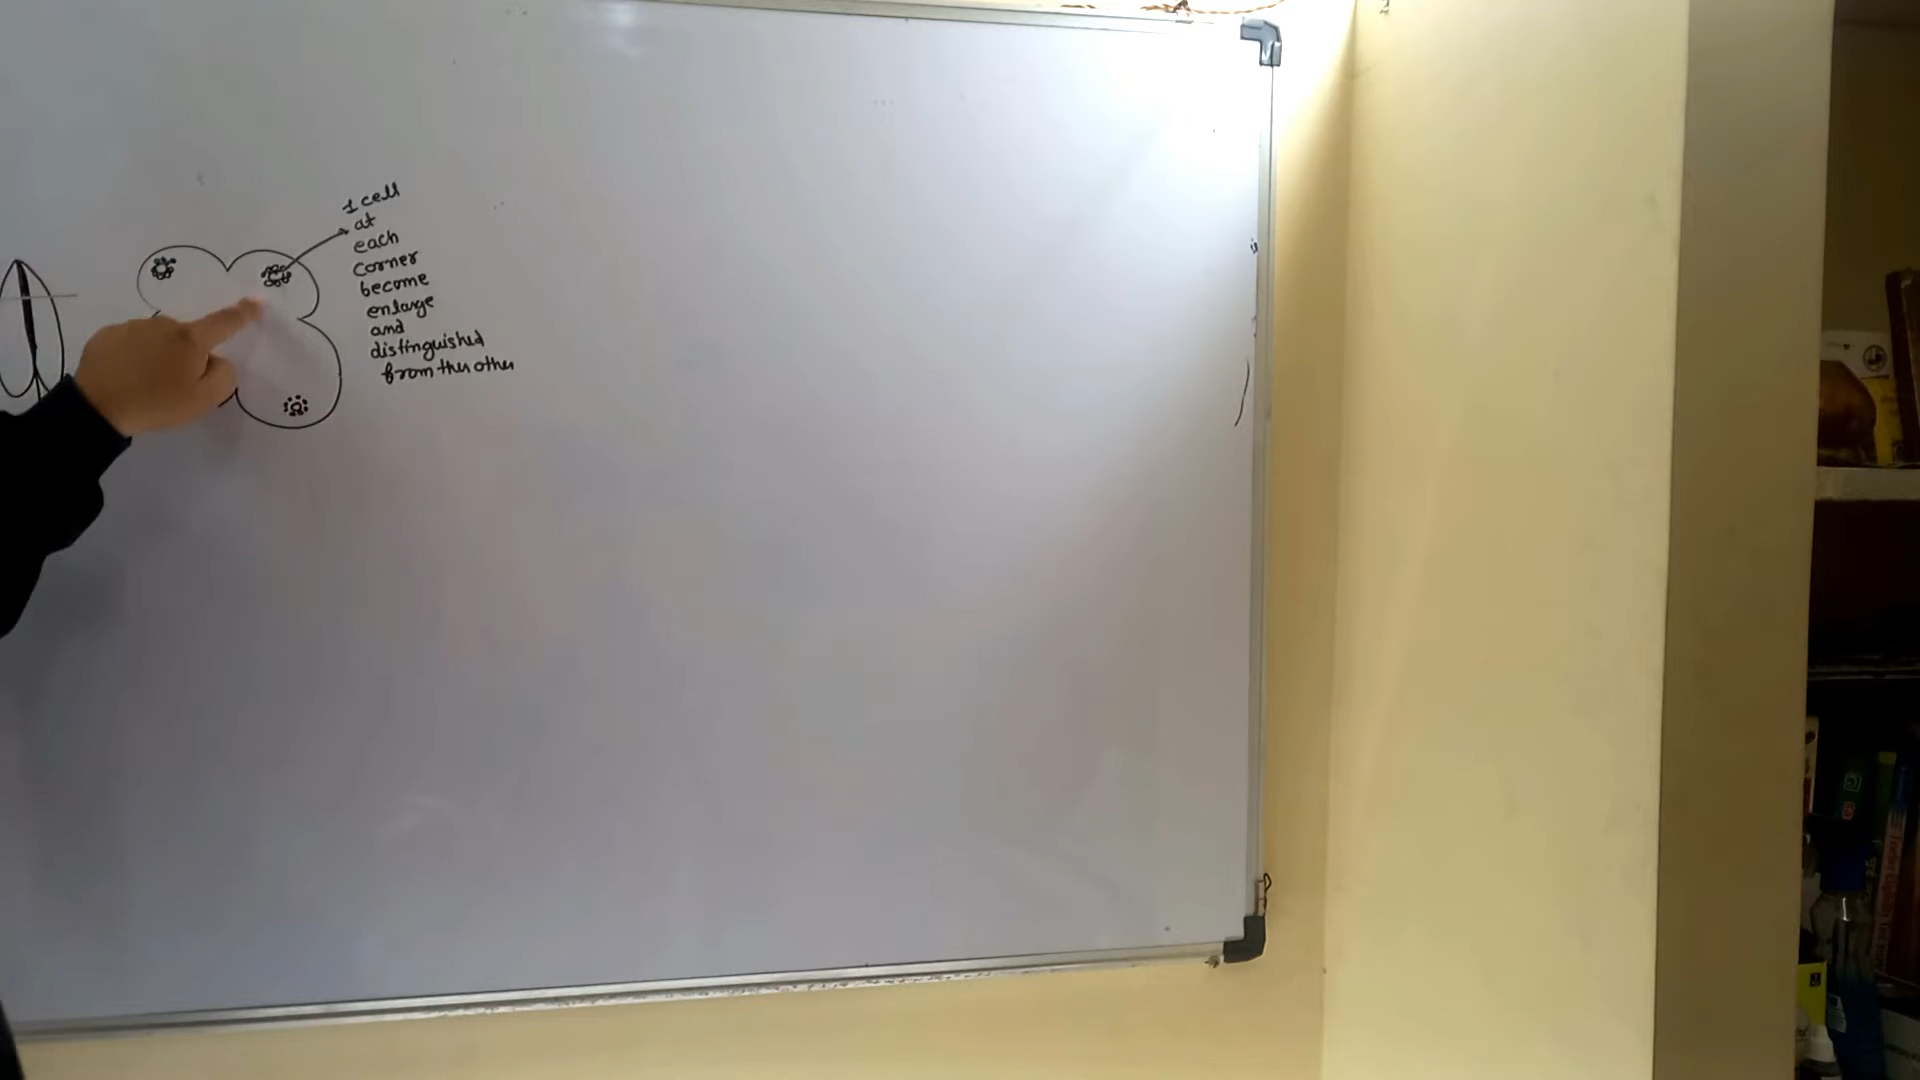 1 cell
at
each
corner
become
enlarge
and
distinguished
from the other